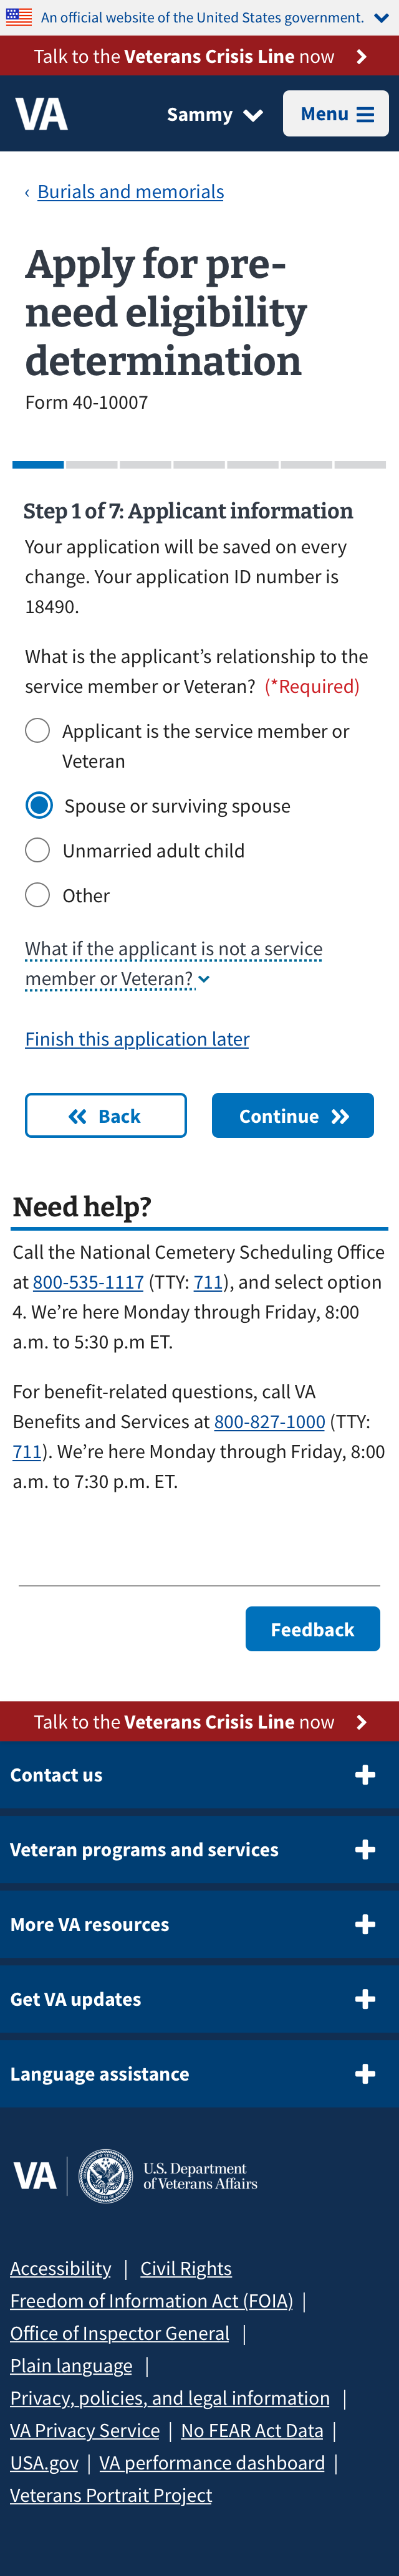 An official website of the United States government.
Talk to the Veterans Crisis Line now
VA
Sammy
Menu
‹ Burials and memorials
Apply for pre-
need eligibility
determination
Form 40-10007
Step 1 of 7: Applicant information
Your application will be saved on every
change. Your application ID number is
18490.
What is the applicant’s relationship to the
service member or Veteran? (*Required)
Applicant is the service member or
Veteran
Spouse or surviving spouse
Unmarried adult child
Other
What if the applicant is not a service
member or Veteran?
Finish this application later
Back
Continue
Need help?
Call the National Cemetery Scheduling Office
at 800-535-1117 (TTY: 711), and select option
4. We’re here Monday through Friday, 8:00
a.m. to 5:30 p.m ET.
For benefit-related questions, call VA
Benefits and Services at 800-827-1000 (TTY:
711). We’re here Monday through Friday, 8:00
a.m. to 7:30 p.m. ET.
Feedback
Talk to the Veterans Crisis Line now
Contact us
Veteran programs and services
More VA resources
Get VA updates
Language assistance
VA
U.S. Department
of Veterans Affairs
Accessibility | Civil Rights
Freedom of Information Act (FOIA) |
Office of Inspector General |
Plain language |
Privacy, policies, and legal information |
VA Privacy Service | No FEAR Act Data |
USA.gov | VA performance dashboard |
Veterans Portrait Project